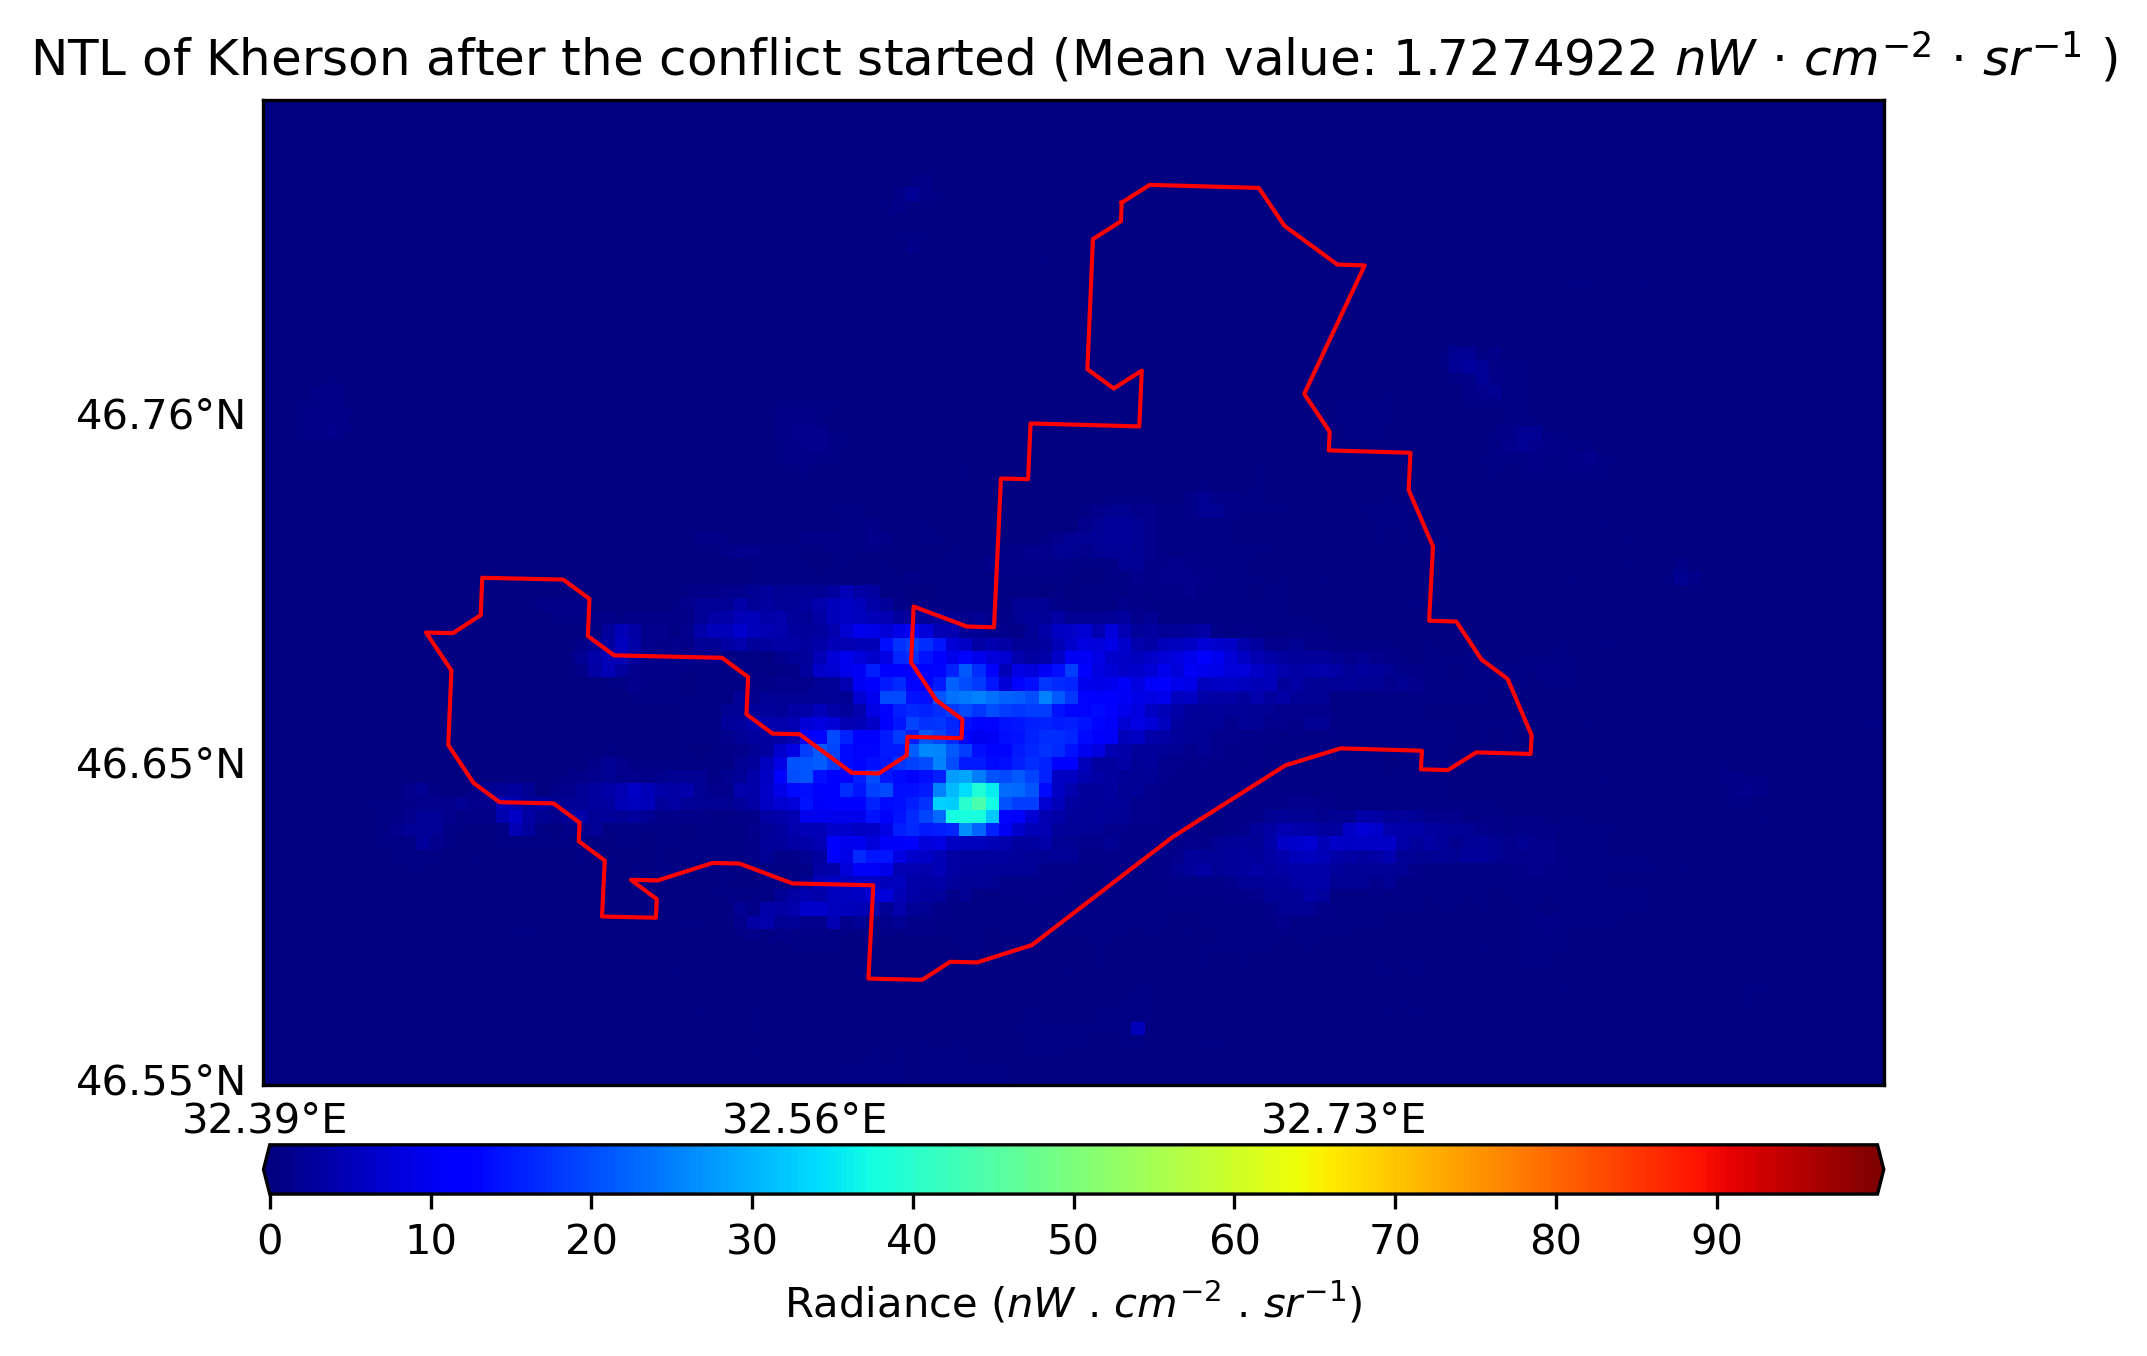 NTL of Kherson after the conflict started (Mean value: 1.7274922 nW · cm⁻² · sr⁻¹ )
46.76°N
46.65°N
46.55°N
32.39°E 32.56°E 32.73°E
0 10 20 30 40 50 60 70 80 90
Radiance (nW . cm⁻² . sr⁻¹)